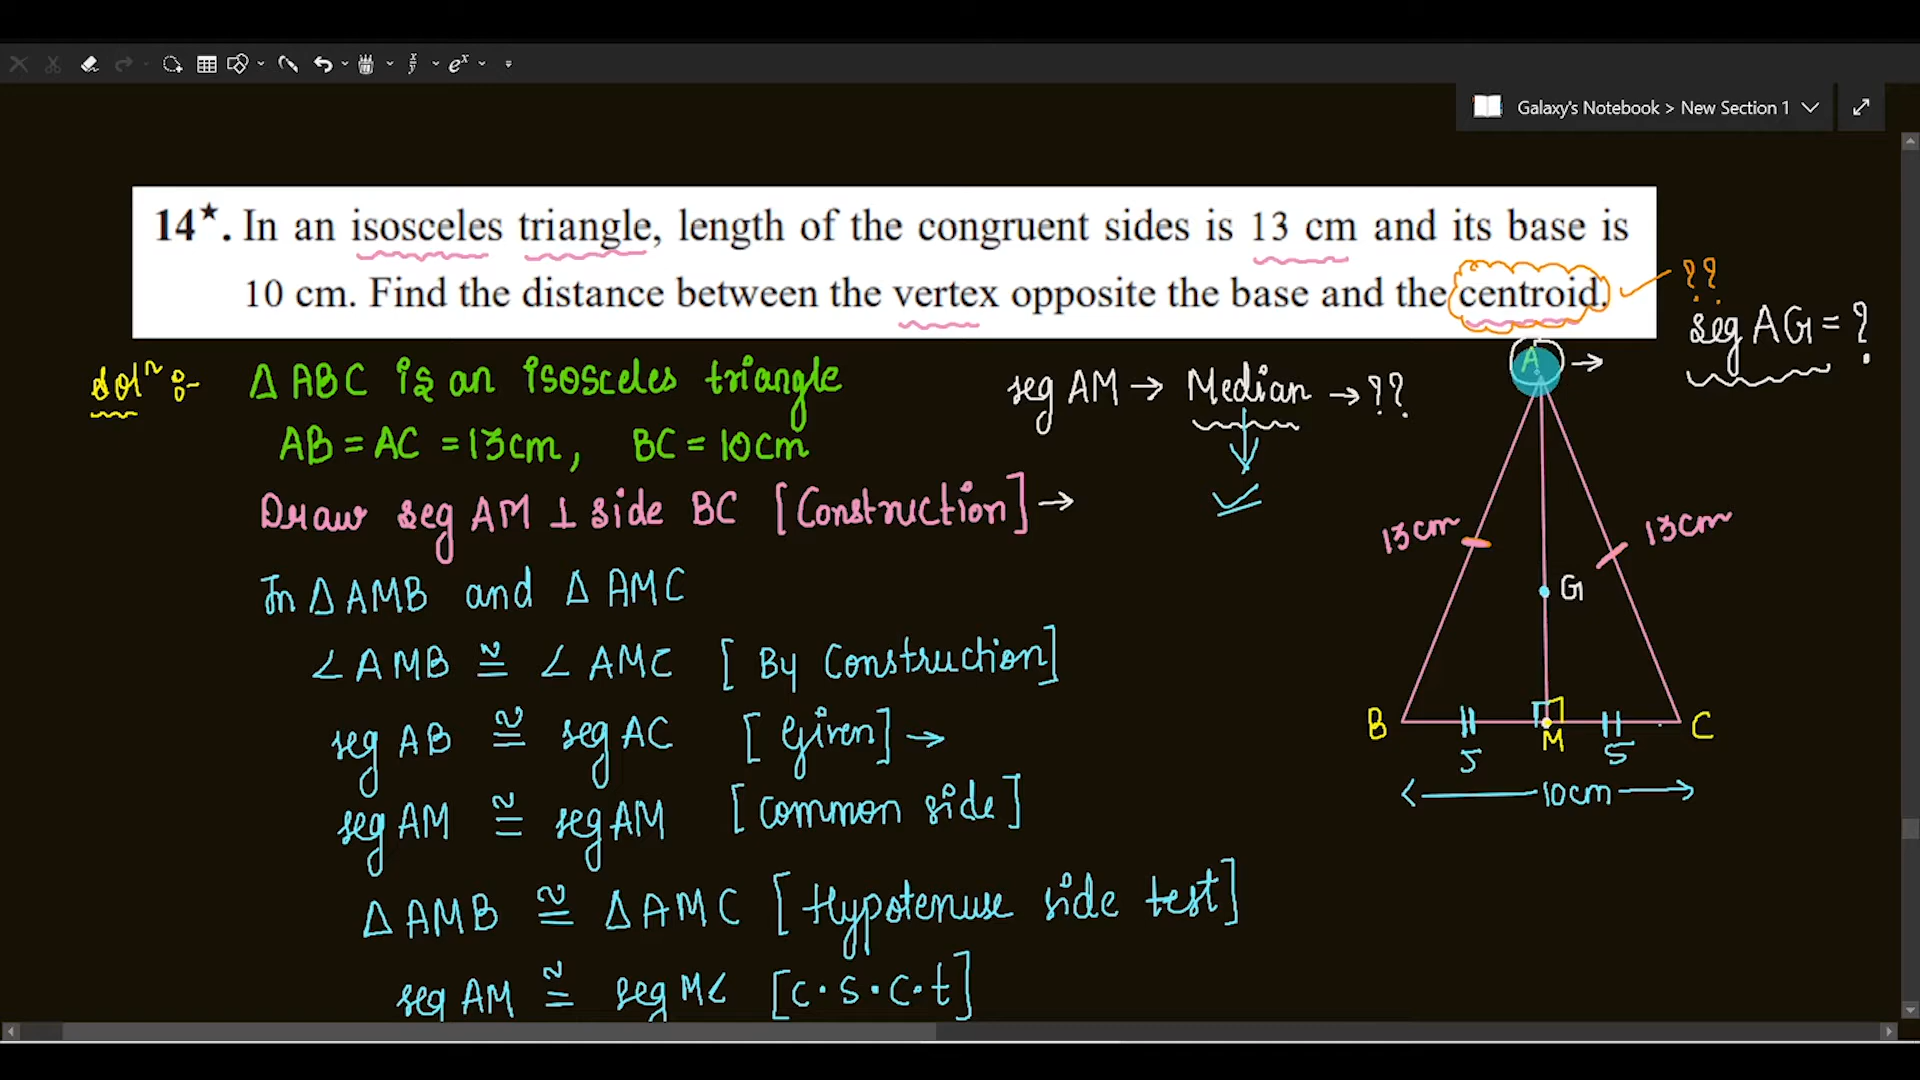 Galaxy's Notebook > New Section 1
14★. In an isosceles triangle, length of the congruent sides is 13 cm and its base is
10 cm. Find the distance between the vertex opposite the base and the centroid.
??
seg AG = ?
Solⁿ :- Δ ABC is an isosceles triangle
AB = AC = 13cm, BC = 10cm
seg AM → Median → ??
Draw seg AM ⊥ side BC [Construction] →
In Δ AMB and Δ AMC
∠ AMB ≅ ∠ AMC [By Construction]
seg AB ≅ seg AC [Given] →
seg AM ≅ seg AM [Common side]
Δ AMB ≅ Δ AMC [Hypotenuse side test]
seg AM ≅ seg MC [c.s.c.t]
A →
13cm
13cm
G
B
M
C
5
5
10cm